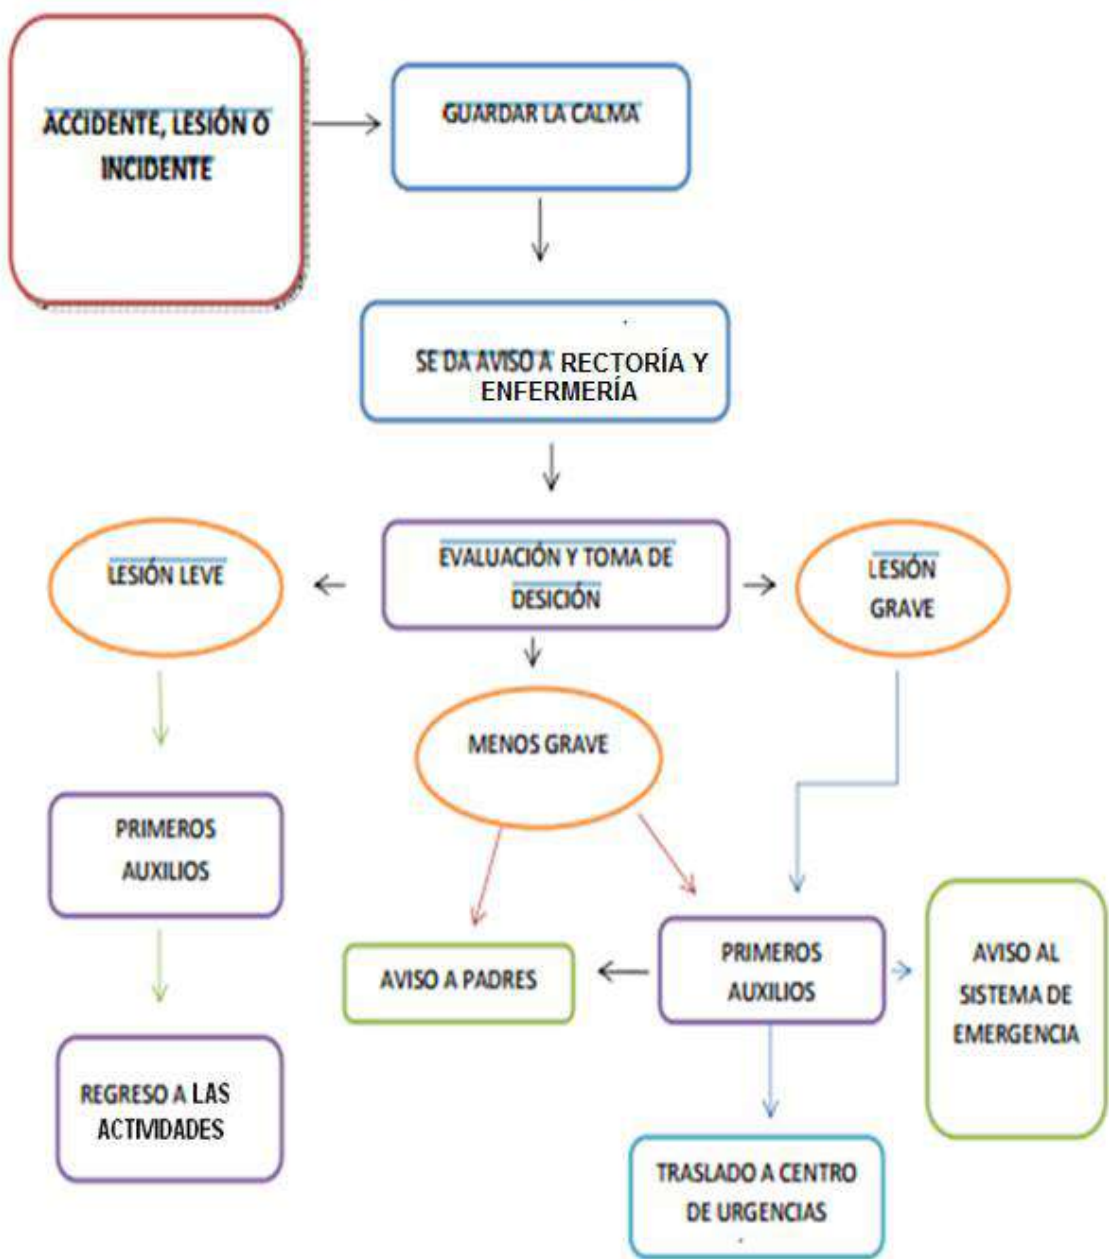 ACCIDENTE, LESIÓN O
INCIDENTE
GUARDAR LA CALMA
SE DA AVISO A RECTORÍA Y
ENFERMERÍA
EVALUACIÓN Y TOMA DE
DESICIÓN
LESIÓN LEVE
LESIÓN
GRAVE
MENOS GRAVE
PRIMEROS
AUXILIOS
REGRESO A LAS
ACTIVIDADES
AVISO A PADRES
PRIMEROS
AUXILIOS
AVISO AL
SISTEMA DE
EMERGENCIA
TRASLADO A CENTRO
DE URGENCIAS